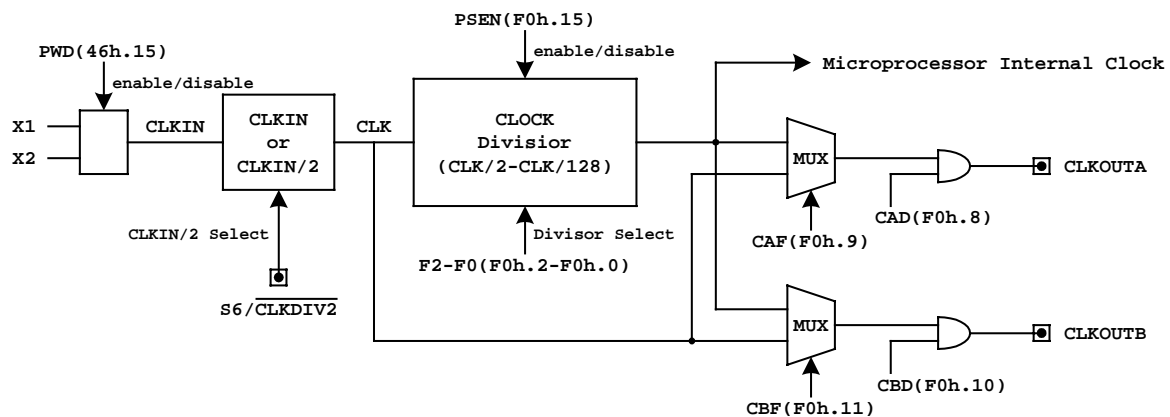 PSEN(F0h.15)
PWD(46h.15)
enable/disable
enable/disable
Microprocessor Internal Clock
X1
X2
CLKIN
CLKIN
or
CLKIN/2
CLK
CLOCK
Divisior
(CLK/2-CLK/128)
MUX
CLKOUTA
CAD(F0h.8)
CAF(F0h.9)
CLKIN/2 Select
Divisor Select
F2-F0(F0h.2-F0h.0)
S6/CLKDIV2
MUX
CLKOUTB
CBD(F0h.10)
CBF(F0h.11)